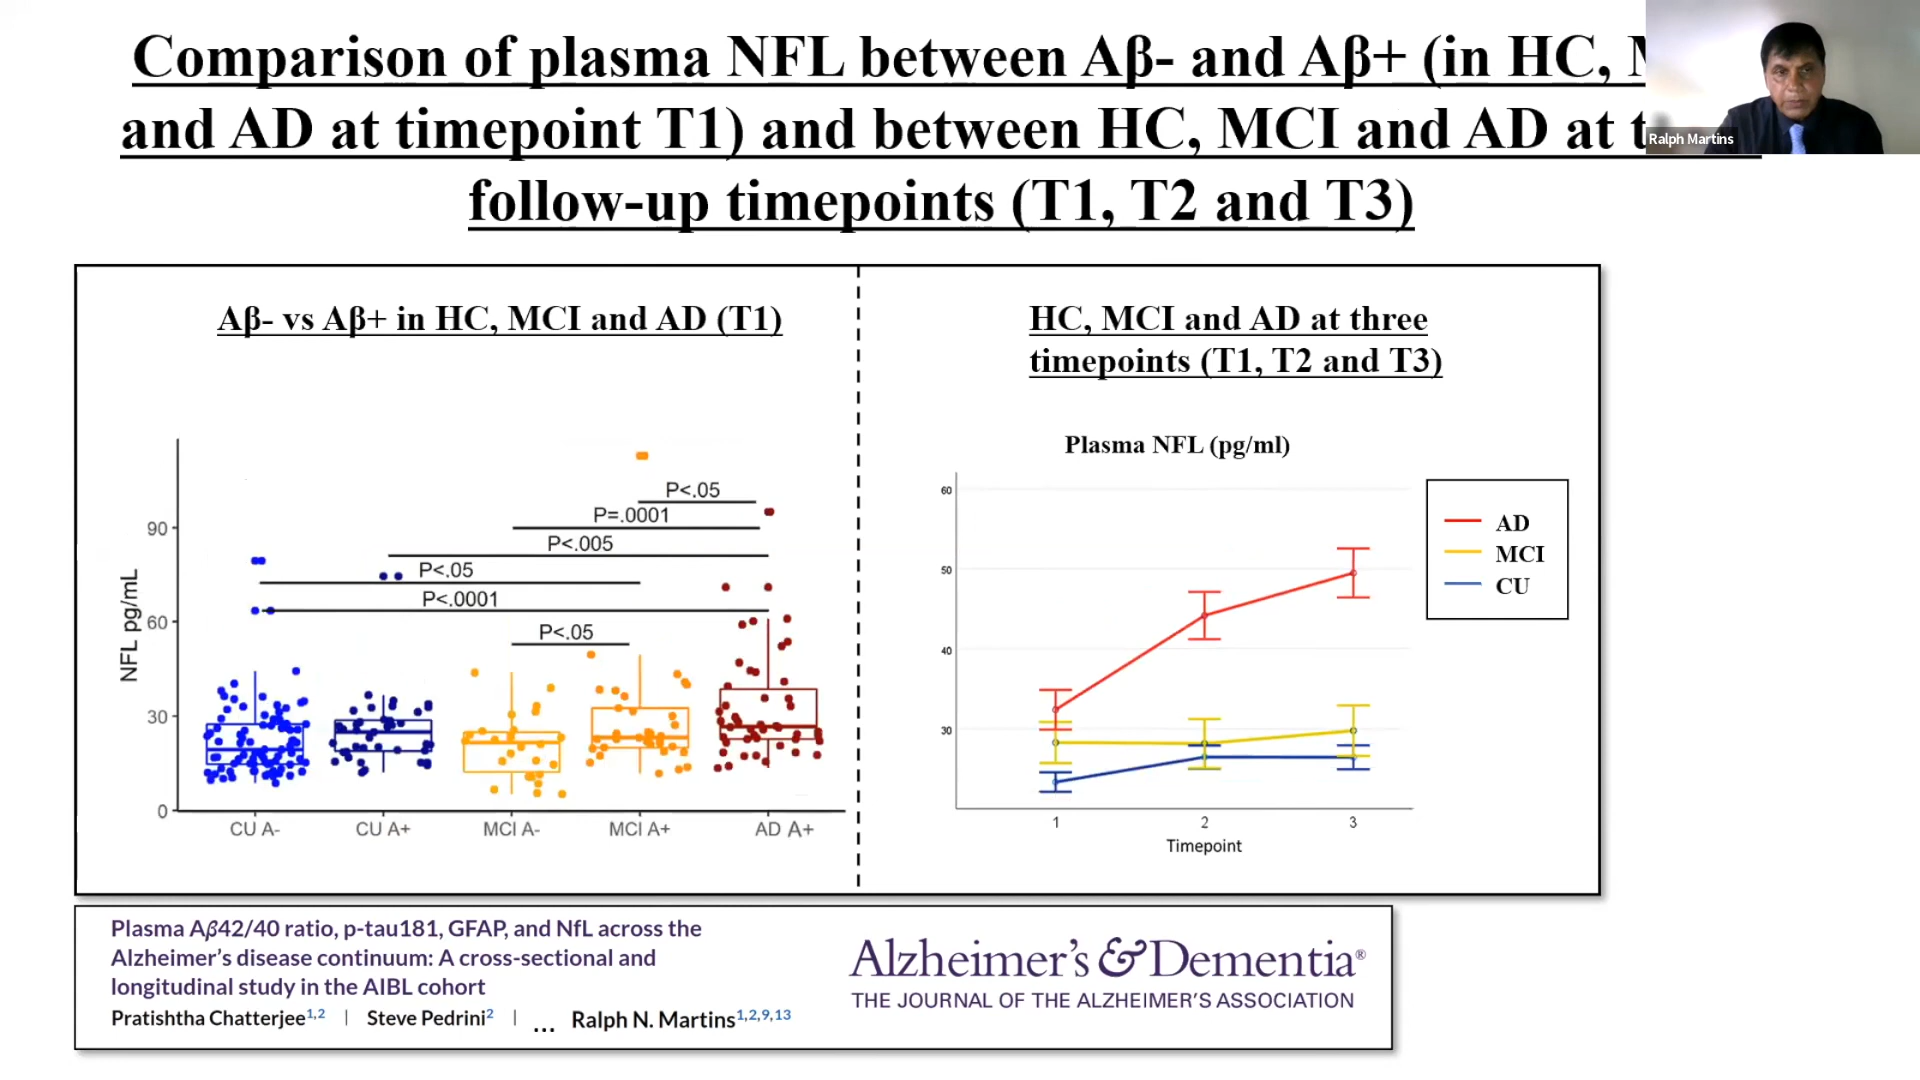 Comparison of plasma NFL between Aβ- and Aβ+ (in HC,
and AD at timepoint T1) and between HC, MCI and AD at
follow-up timepoints (T1, T2 and T3)
Ralph Martins
Aβ- vs Aβ+ in HC, MCI and AD (T1)
NFL pg/mL
90
60
30
0
P<.05
P=.0001
P<.005
P<.05
P<.0001
P<.05
CU A-
CU A+
MCI A-
MCI A+
AD A+
HC, MCI and AD at three
timepoints (T1, T2 and T3)
Plasma NFL (pg/ml)
60
50
40
30
1
2
3
Timepoint
AD
MCI
CU
Plasma Aβ42/40 ratio, p-tau181, GFAP, and NfL across the
Alzheimer’s disease continuum: A cross-sectional and
longitudinal study in the AIBL cohort
Pratishtha Chatterjee1,2 | Steve Pedrini2 | ... Ralph N. Martins1,2,9,13
Alzheimer’s & Dementia®
THE JOURNAL OF THE ALZHEIMER’S ASSOCIATION